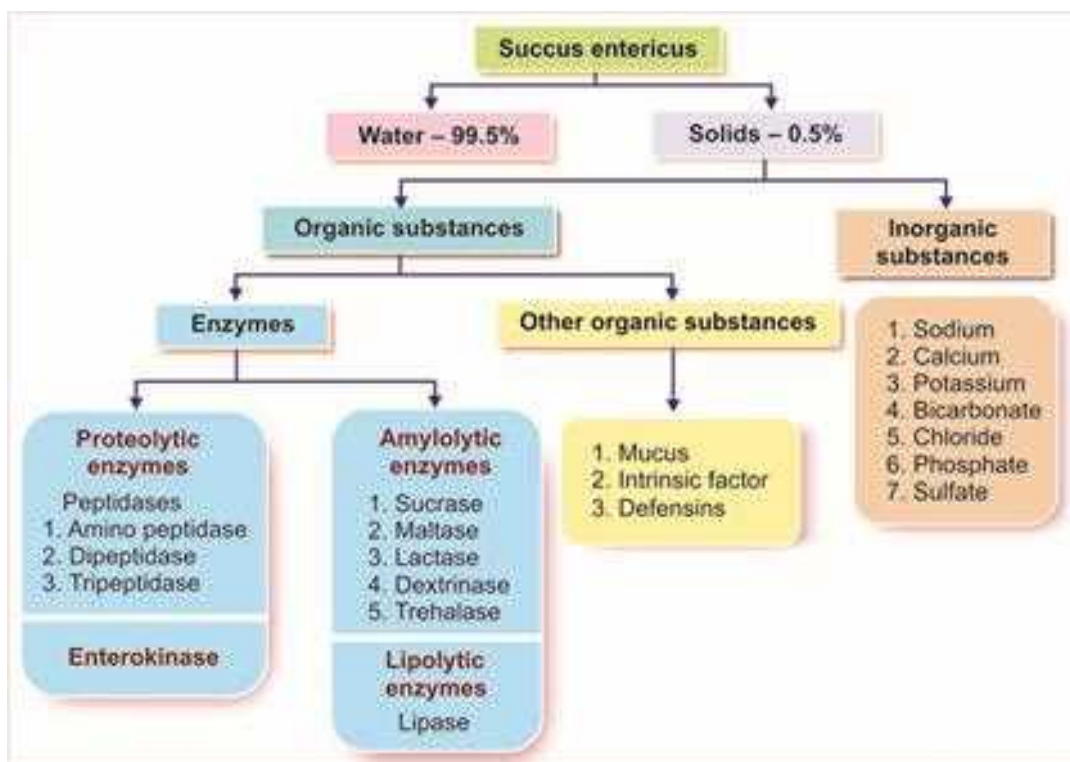 Succus entericus
Water – 99.5%
Solids – 0.5%
Organic substances
Inorganic
substances
Enzymes
Other organic substances
Proteolytic
enzymes
Peptidases
1. Amino peptidase
2. Dipeptidase
3. Tripeptidase
Enterokinase
Amylolytic
enzymes
1. Sucrase
2. Maltase
3. Lactase
4. Dextrinase
5. Trehalase
Lipolytic
enzymes
Lipase
1. Mucus
2. Intrinsic factor
3. Defensins
1. Sodium
2. Calcium
3. Potassium
4. Bicarbonate
5. Chloride
6. Phosphate
7. Sulfate